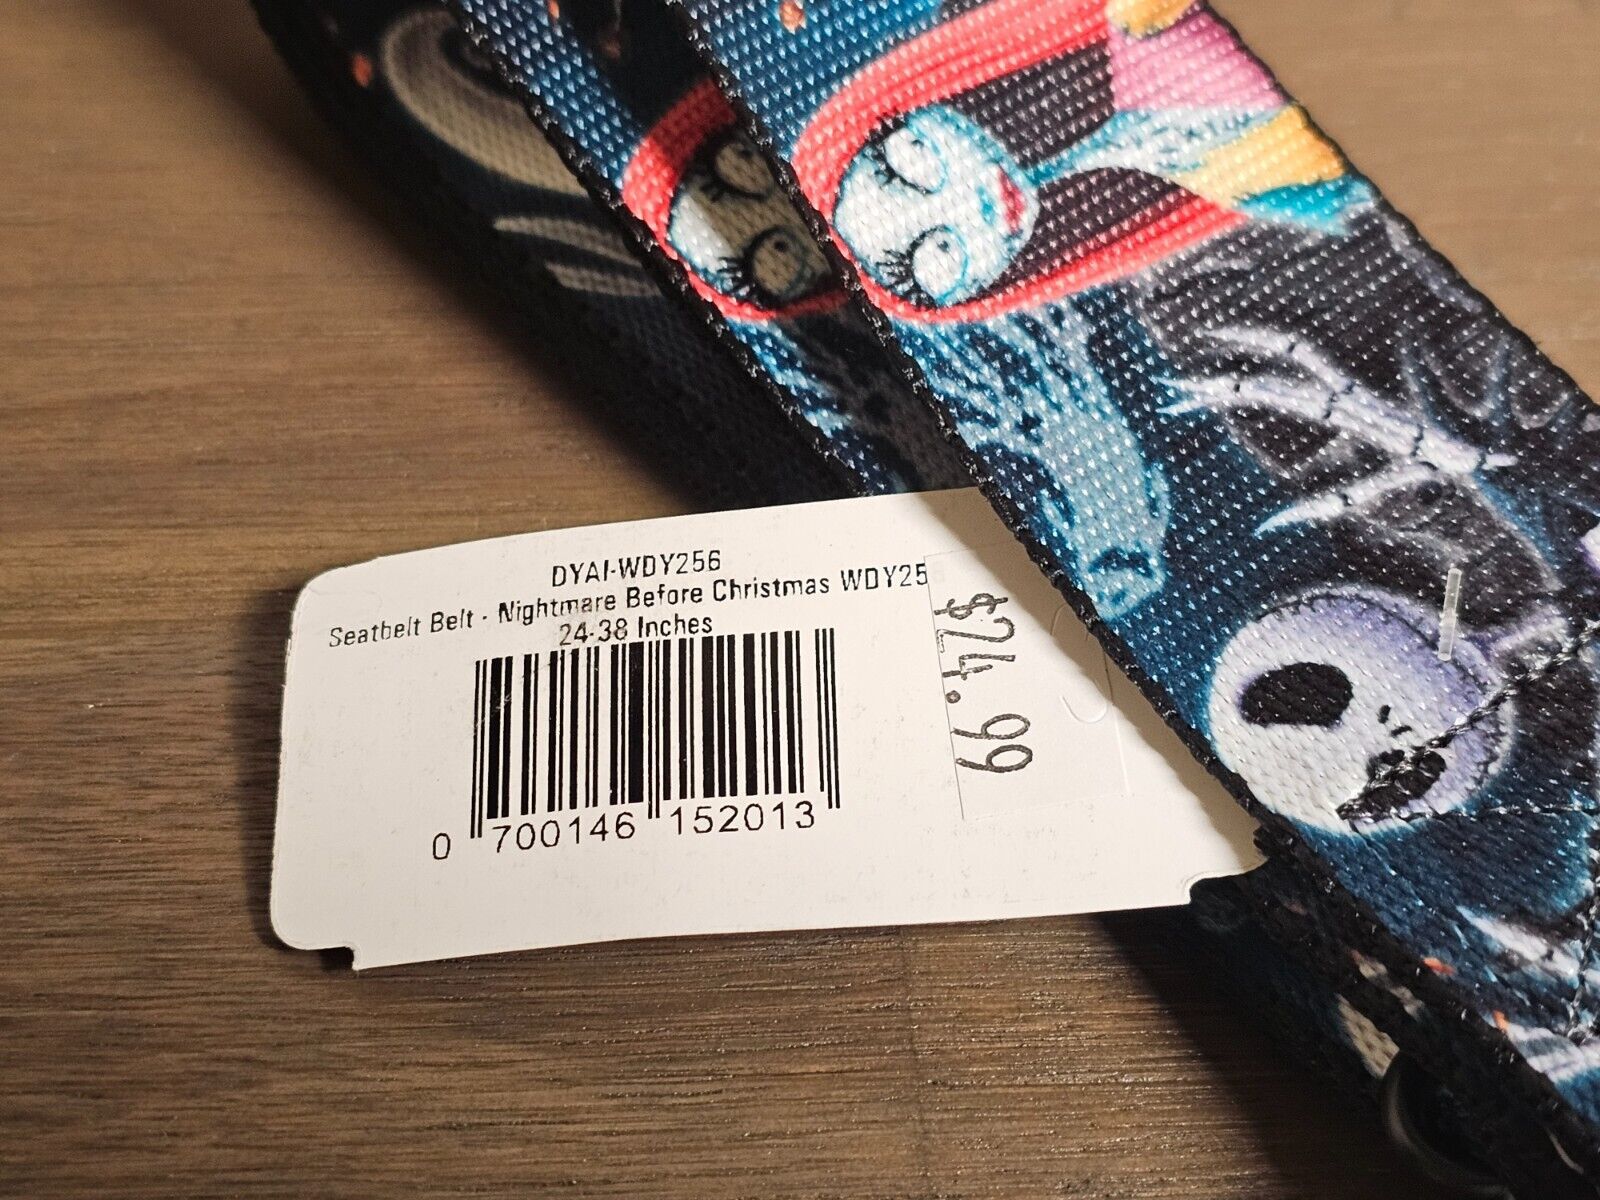 DYAI-WDY256
Seatbelt Belt - Nightmare Before Christmas WDY25
24-38 Inches
$24.99
0 700146 152013